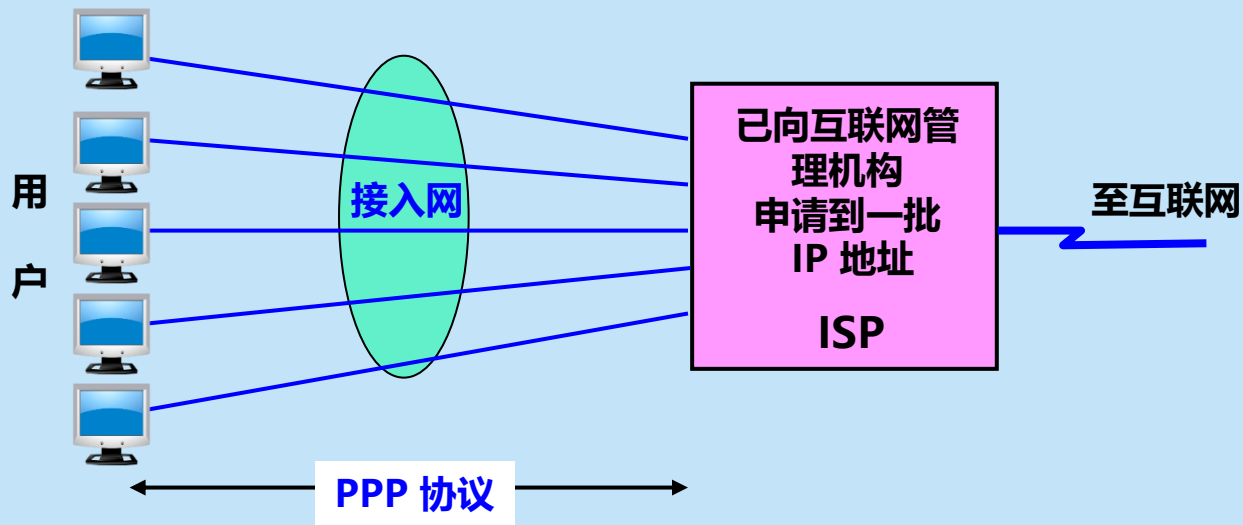 用
户
接入网
已向互联网管
理机构
申请到一批
IP 地址
ISP
至互联网
PPP 协议